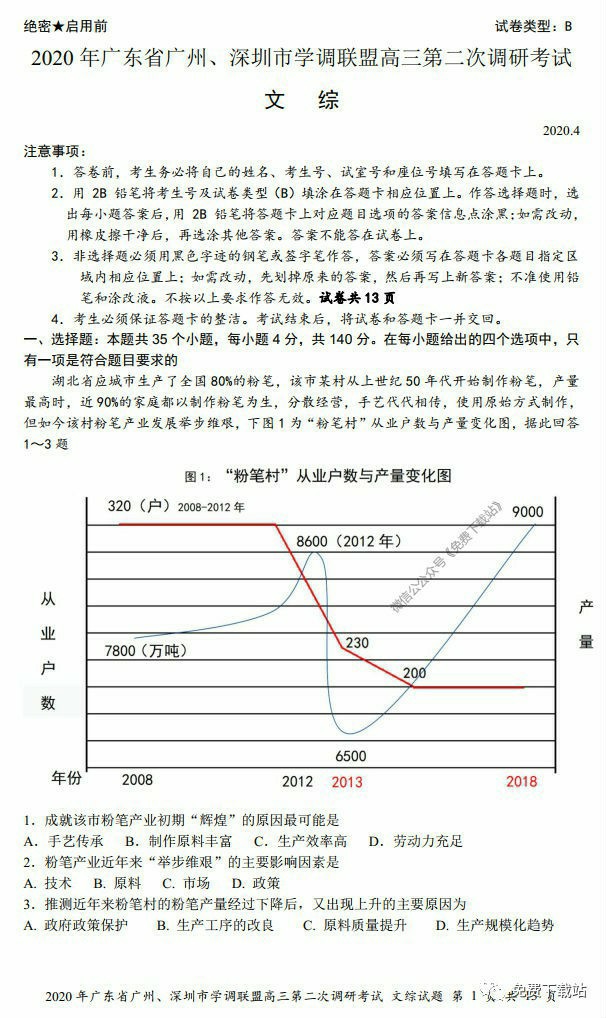 绝密★启用前 试卷类型：B
2020 年广东省广州、深圳市学调联盟高三第二次调研考试
文 综
2020.4
注意事项：
1．答卷前，考生务必将自己的姓名、考生号、试室号和座位号填写在答题卡上。
2．用 2B 铅笔将考生号及试卷类型（B）填涂在答题卡相应位置上。作答选择题时，选
出每小题答案后，用 2B 铅笔将答题卡上对应题目选项的答案信息点涂黑；如需改动，
用橡皮擦干净后，再选涂其他答案。答案不能答在试卷上。
3．非选择题必须用黑色字迹的钢笔或签字笔作答，答案必须写在答题卡各题目指定区
域内相应位置上；如需改动，先划掉原来的答案，然后再写上新答案；不准使用铅
笔和涂改液。不按以上要求作答无效。试卷共 13 页
4．考生必须保证答题卡的整洁。考试结束后，将试卷和答题卡一并交回。
一、选择题：本题共 35 个小题，每小题 4 分，共 140 分。在每小题给出的四个选项中，只
有一项是符合题目要求的
湖北省应城市生产了全国 80%的粉笔，该市某村从上世纪 50 年代开始制作粉笔，产量
最高时，近 90%的家庭都以制作粉笔为生，分散经营，手艺代代相传，使用原始方式制作，
但如今该村粉笔产业发展举步维艰，下图 1 为“粉笔村”从业户数与产量变化图，据此回答
1～3 题
图 1：“粉笔村”从业户数与产量变化图
320（户）2008-2012 年
9000
8600（2012 年）
微信公众号《免费下载站》
从业户数
产量
7800（万吨）
230
200
6500
年份 2008 2012 2013 2018
1．成就该市粉笔产业初期“辉煌”的原因最可能是
A．手艺传承 B．制作原料丰富 C．生产效率高 D．劳动力充足
2．粉笔产业近年来“举步维艰”的主要影响因素是
A. 技术 B. 原料 C. 市场 D. 政策
3．推测近年来粉笔村的粉笔产量经过下降后，又出现上升的主要原因为
A. 政府政策保护 B. 生产工序的改良 C. 原料质量提升 D. 生产规模化趋势
2020 年广东省广州、深圳市学调联盟高三第二次调研考试 文综试题 第 1 页 共 13 页
免费下载站